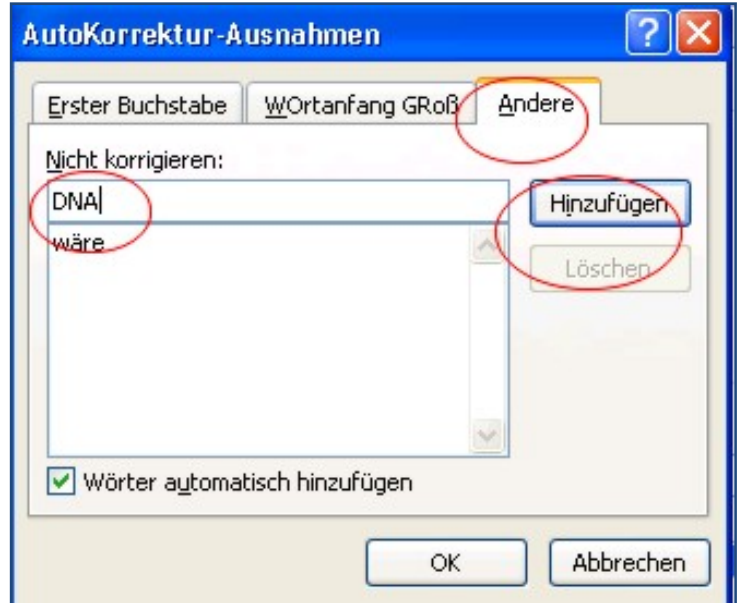 AutoKorrektur-Ausnahmen
Erster Buchstabe WOrtanfang GRoß Andere
Nicht korrigieren:
DNA Hinzufügen
wäre Löschen
Wörter automatisch hinzufügen
OK Abbrechen